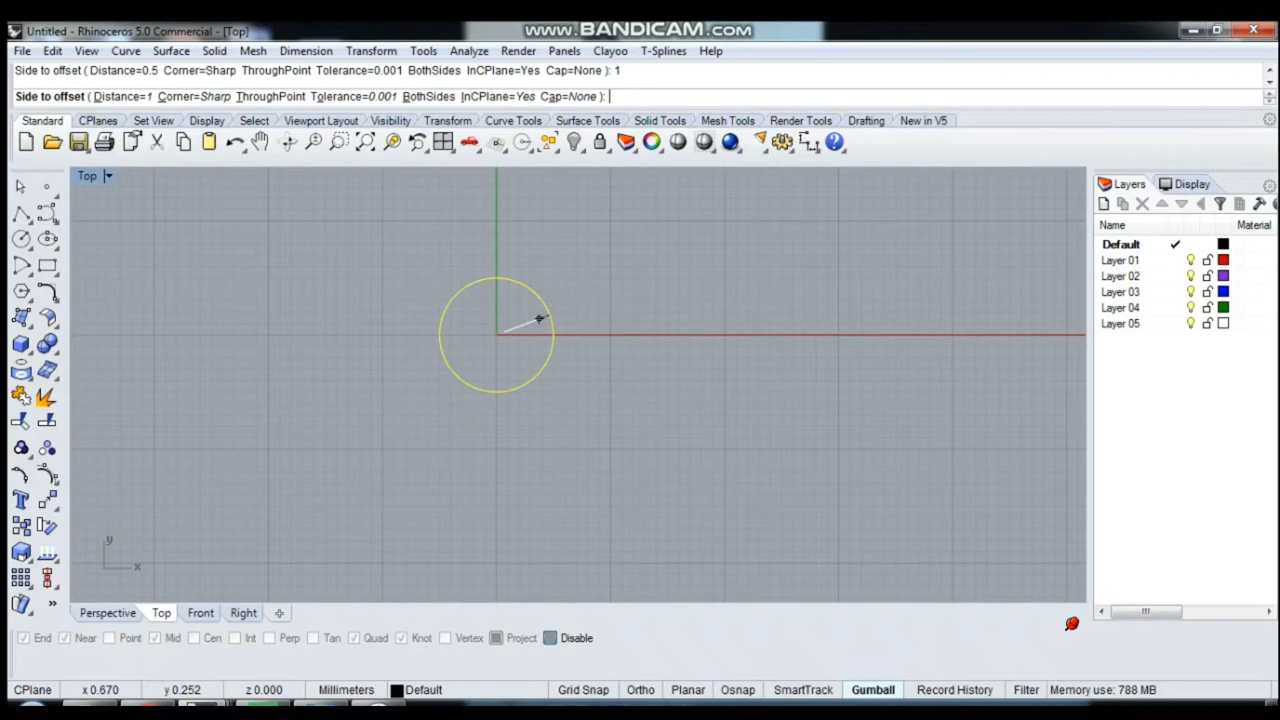 Untitled - Rhinoceros 5.0 Commercial - [Top]
www.BANDICAM.com
File Edit View Curve Surface Solid Mesh Dimension Transform Tools Analyze Render Panels Clayoo T-Splines Help
Side to offset ( Distance=0.5 Corner=Sharp ThroughPoint Tolerance=0.001 BothSides InCPlane=Yes Cap=None ): 1
Side to offset ( Distance=1 Corner=Sharp ThroughPoint Tolerance=0.001 BothSides InCPlane=Yes Cap=None ):
Standard CPlanes Set View Display Select Viewport Layout Visibility Transform Curve Tools Surface Tools Solid Tools Mesh Tools Render Tools Drafting New in V5
Top
Layers Display
Name Material
Default
Layer 01
Layer 02
Layer 03
Layer 04
Layer 05
y
x
Perspective Top Front Right
End Near Point Mid Cen Int Perp Tan Quad Knot Vertex Project Disable
CPlane x 0.670 y 0.252 z 0.000 Millimeters Default Grid Snap Ortho Planar Osnap SmartTrack Gumball Record History Filter Memory use: 788 MB